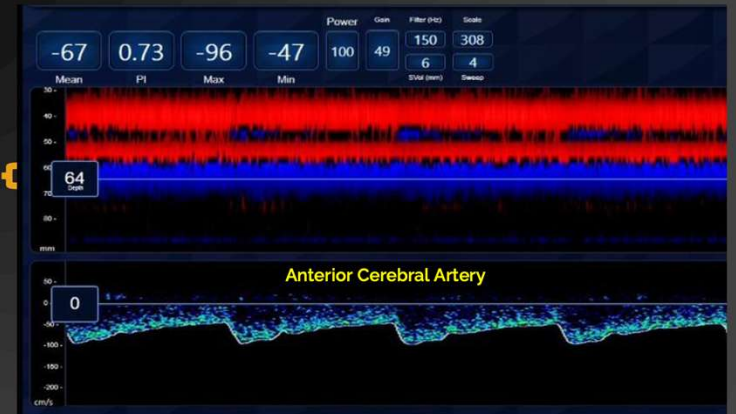 Power Gain Filter (Hz) Scale
-67 0.73 -96 -47 100 49 150 308
6 4
Mean PI Max Min SVol (mm) Sweep
30
40
50
60
64
Depth
70
80
mm
Anterior Cerebral Artery
50
0
0
-50
-100
-150
-200
cm/s